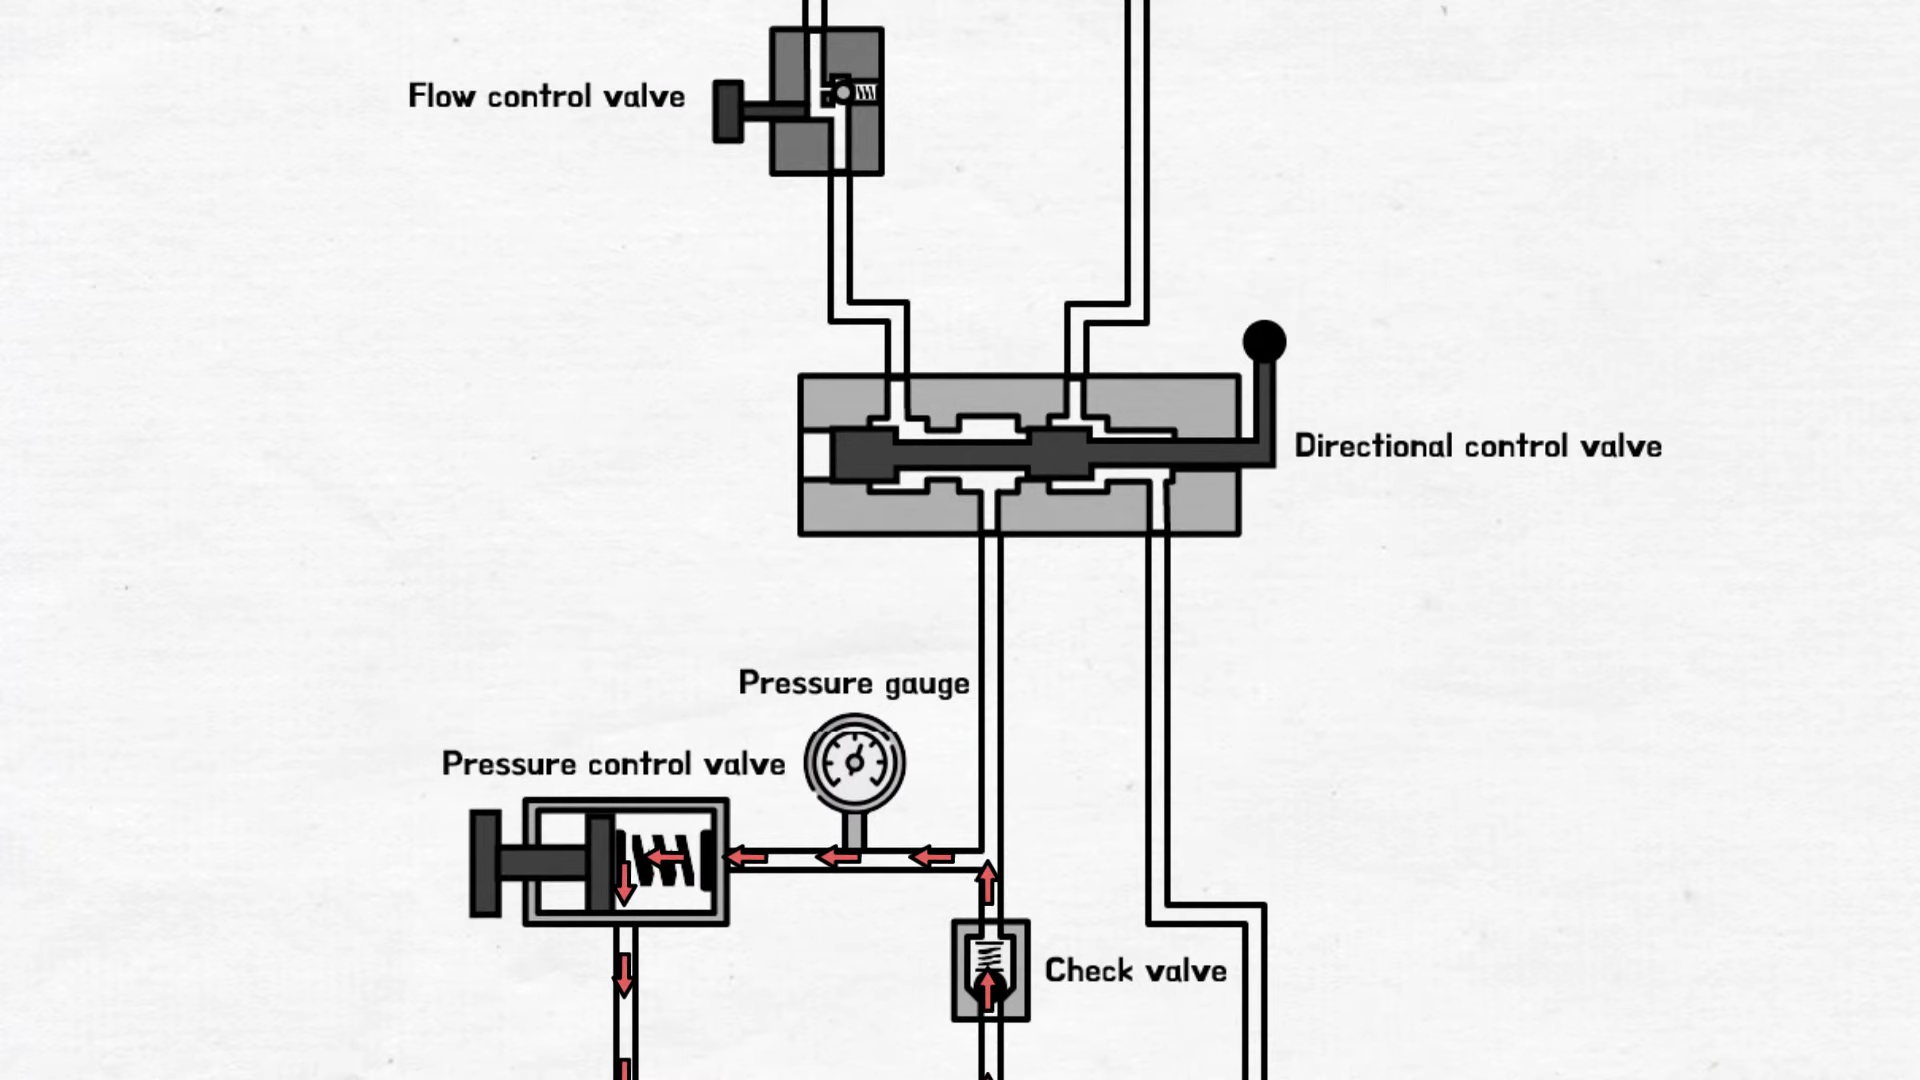 Flow control valve
Directional control valve
Pressure gauge
Pressure control valve
Check valve